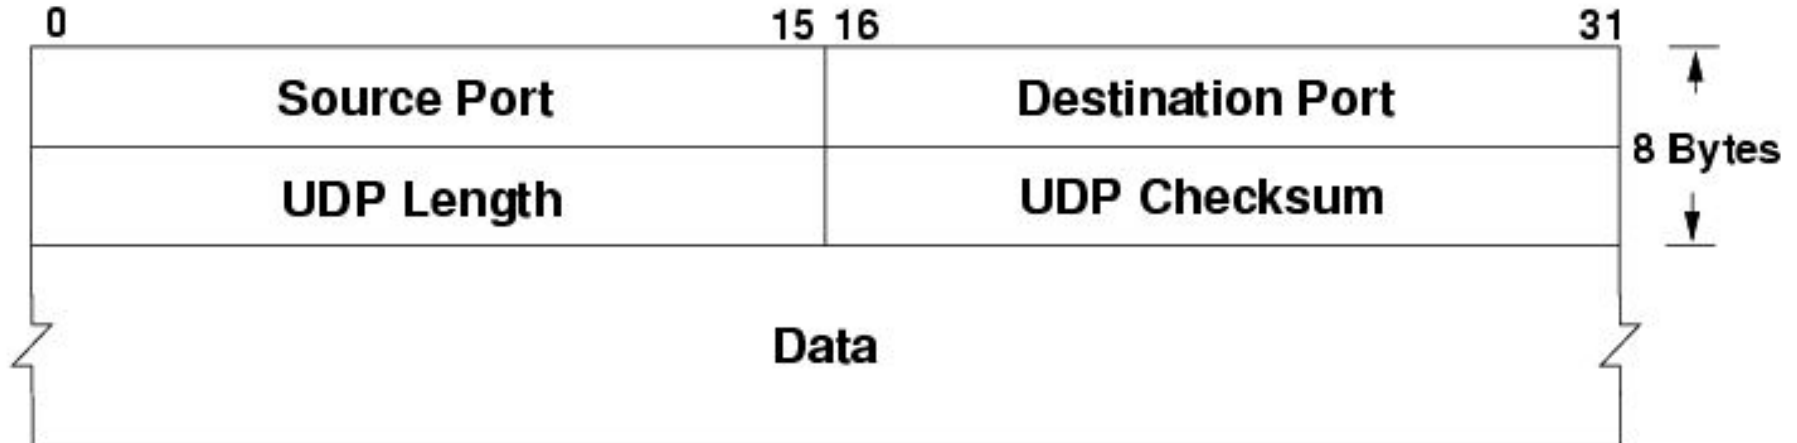 0 15 16 31
Source Port Destination Port
8 Bytes
UDP Length UDP Checksum
Data